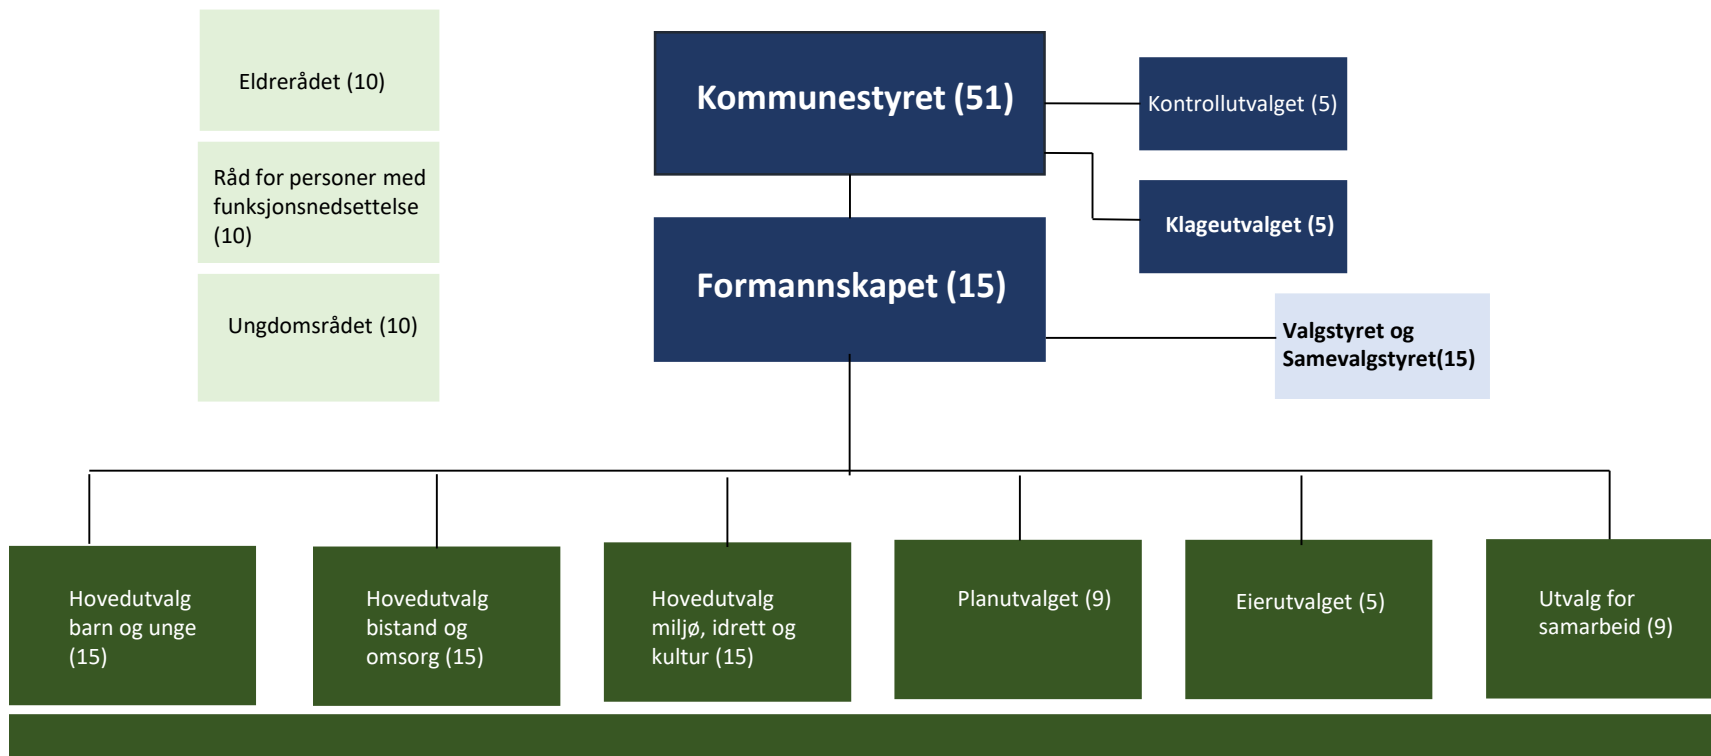 Eldrerådet (10)
Råd for personer med
funksjonsnedsettelse
(10)
Ungdomsrådet (10)
Kommunestyret (51)
Formannskapet (15)
Kontrollutvalget (5)
Klageutvalget (5)
Valgstyret og
Samevalgstyret(15)
Hovedutvalg
barn og unge
(15)
Hovedutvalg
bistand og
omsorg (15)
Hovedutvalg
miljø, idrett og
kultur (15)
Planutvalget (9)
Eierutvalget (5)
Utvalg for
samarbeid (9)